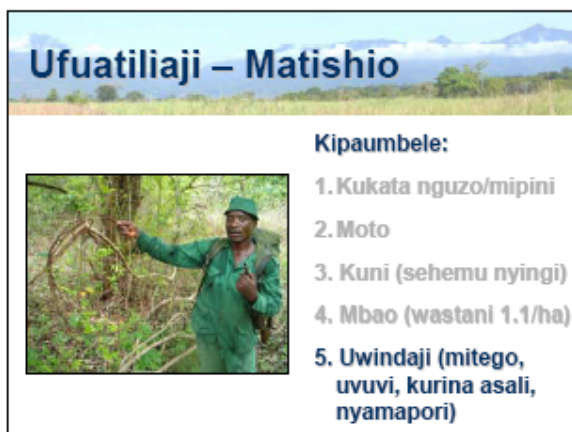 Ufuatiliaji – Matishio
Kipaumbele:
1. Kukata nguzo/mipini
2. Moto
3. Kuni (sehemu nyingi)
4. Mbao (wastani 1.1/ha)
5. Uwindaji (mitego,
uvuvi, kurina asali,
nyamapori)